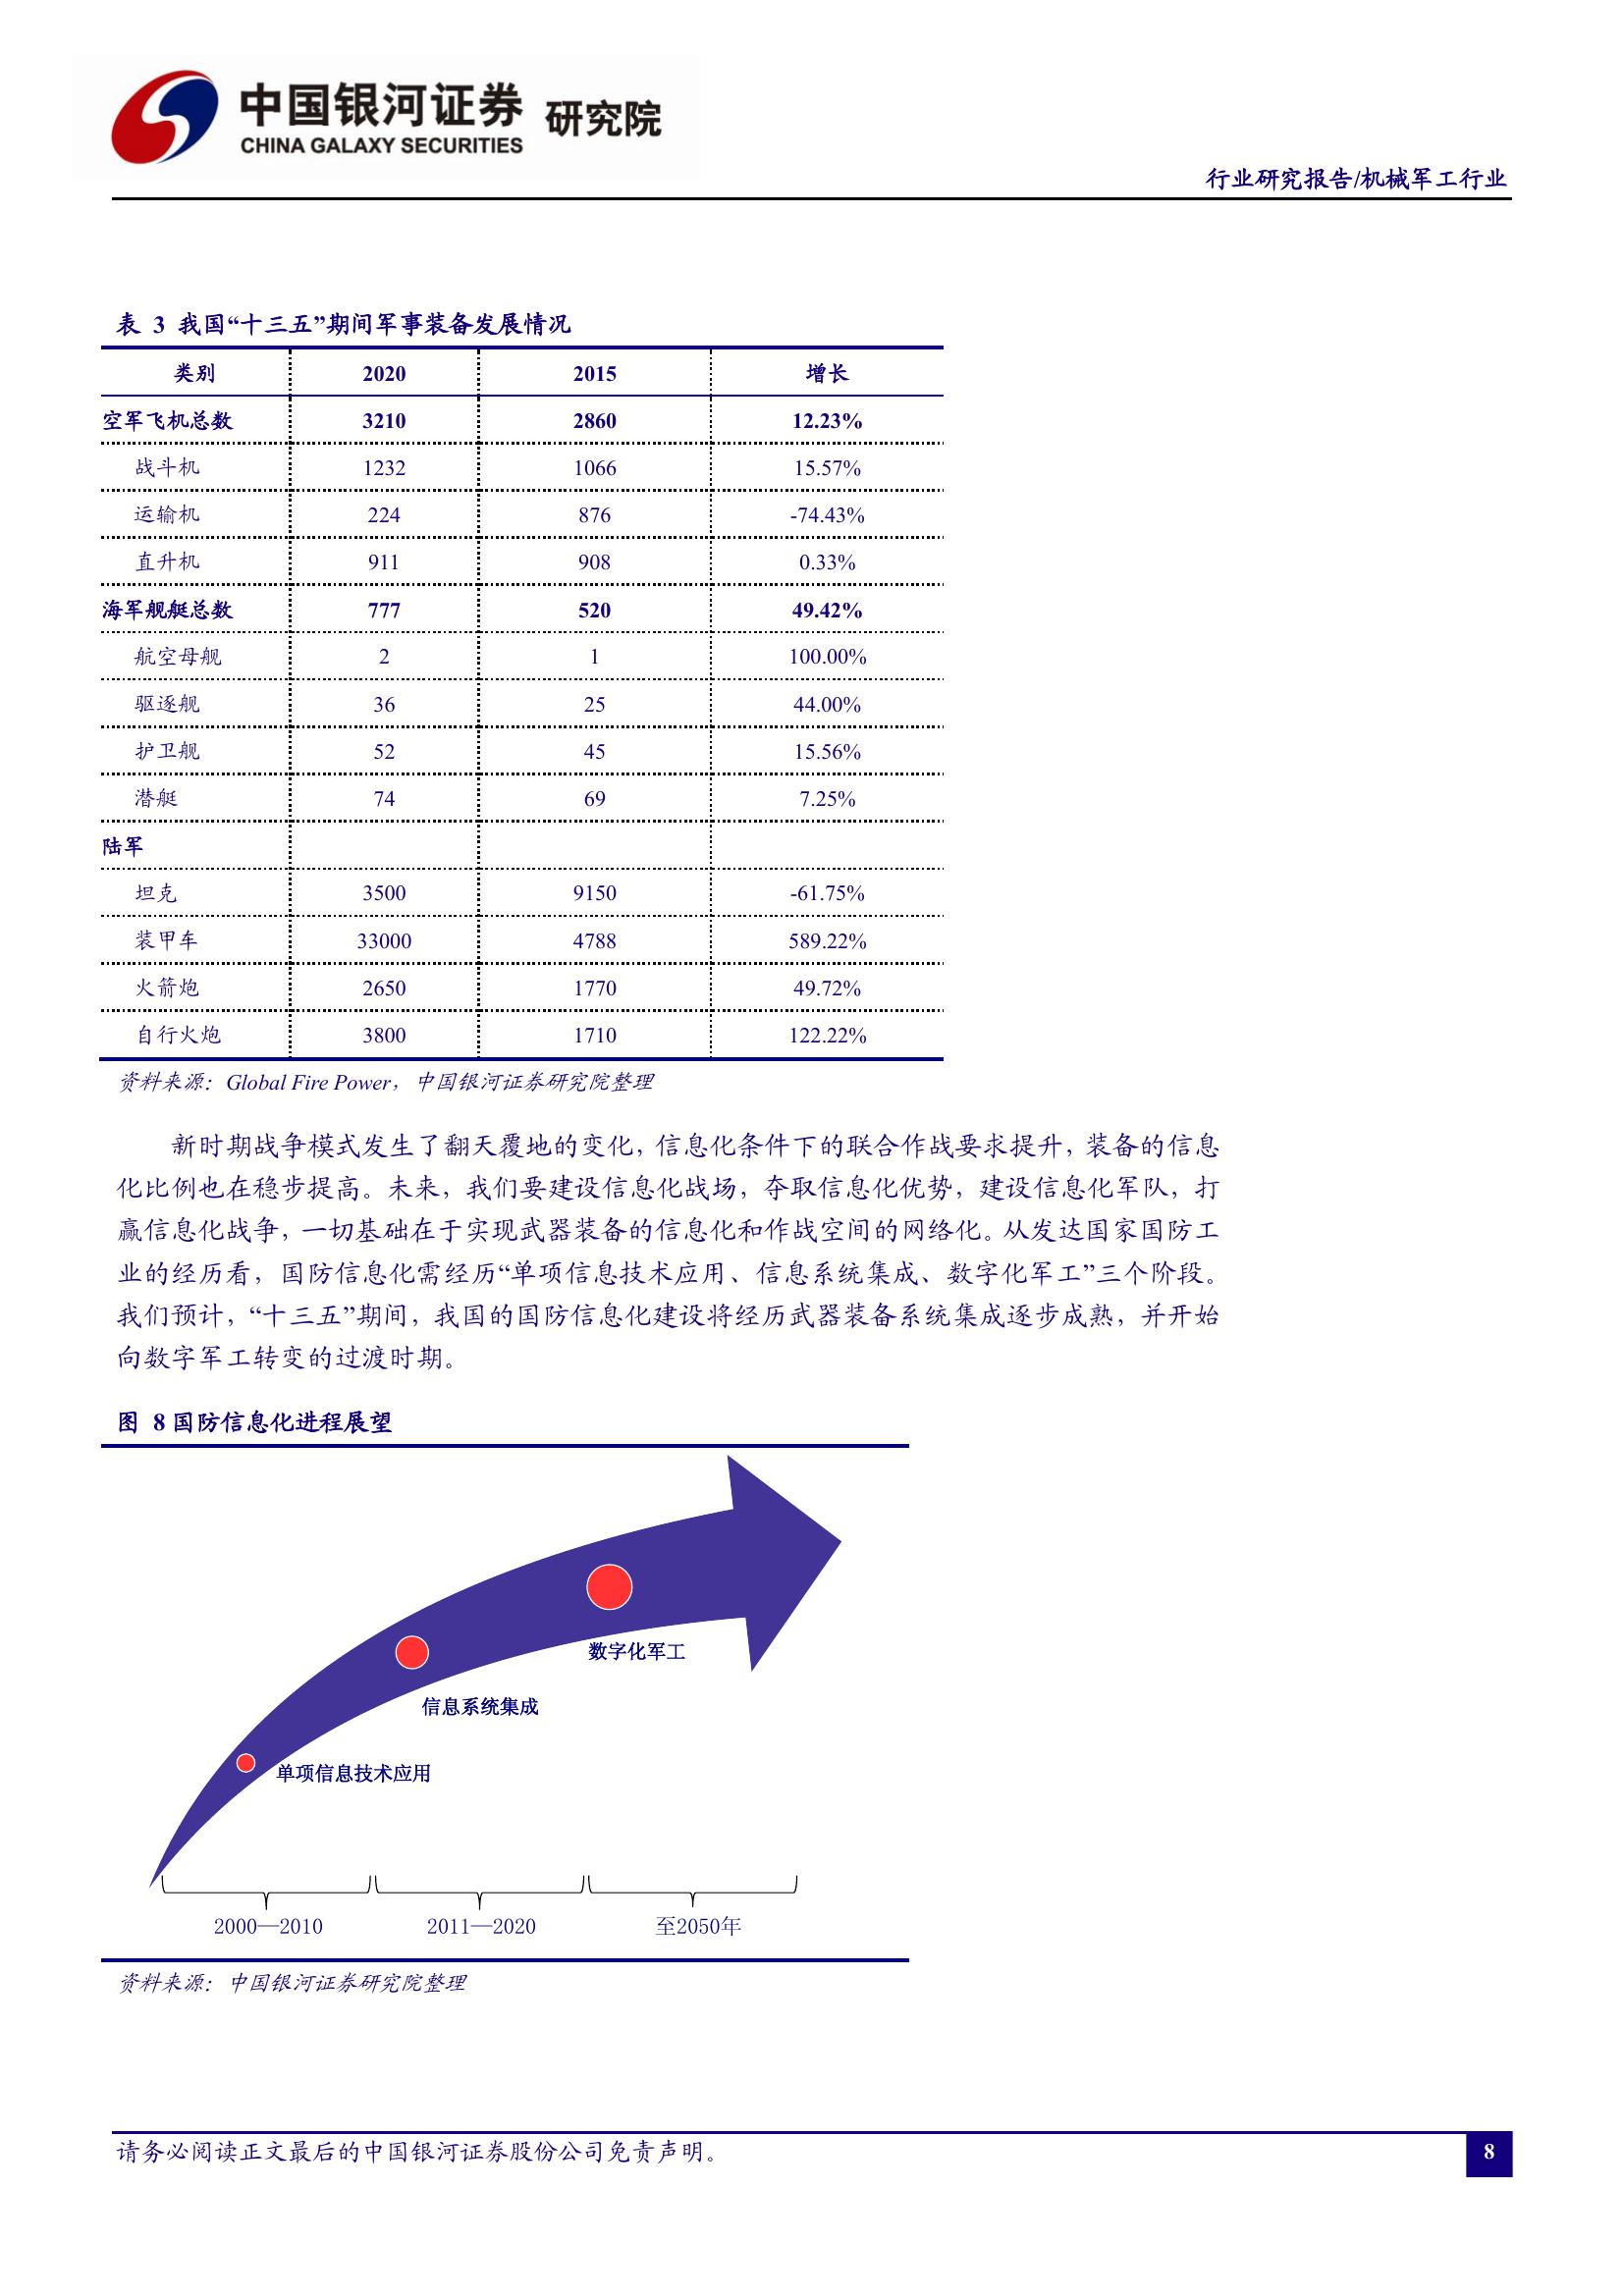 中国银河证券 研究院
CHINA GALAXY SECURITIES
行业研究报告/机械军工行业
表 3 我国“十三五”期间军事装备发展情况
类别 2020 2015 增长
空军飞机总数 3210 2860 12.23%
战斗机 1232 1066 15.57%
运输机 224 876 -74.43%
直升机 911 908 0.33%
海军舰艇总数 777 520 49.42%
航空母舰 2 1 100.00%
驱逐舰 36 25 44.00%
护卫舰 52 45 15.56%
潜艇 74 69 7.25%
陆军
坦克 3500 9150 -61.75%
装甲车 33000 4788 589.22%
火箭炮 2650 1770 49.72%
自行火炮 3800 1710 122.22%
资料来源：Global Fire Power，中国银河证券研究院整理
新时期战争模式发生了翻天覆地的变化，信息化条件下的联合作战要求提升，装备的信息
化比例也在稳步提高。未来，我们要建设信息化战场，夺取信息化优势，建设信息化军队，打
赢信息化战争，一切基础在于实现武器装备的信息化和作战空间的网络化。从发达国家国防工
业的经历看，国防信息化需经历“单项信息技术应用、信息系统集成、数字化军工”三个阶段。
我们预计，“十三五”期间，我国的国防信息化建设将经历武器装备系统集成逐步成熟，并开始
向数字军工转变的过渡时期。
图 8 国防信息化进程展望
数字化军工
信息系统集成
单项信息技术应用
2000—2010 2011—2020 至2050年
资料来源：中国银河证券研究院整理
请务必阅读正文最后的中国银河证券股份公司免责声明。 8